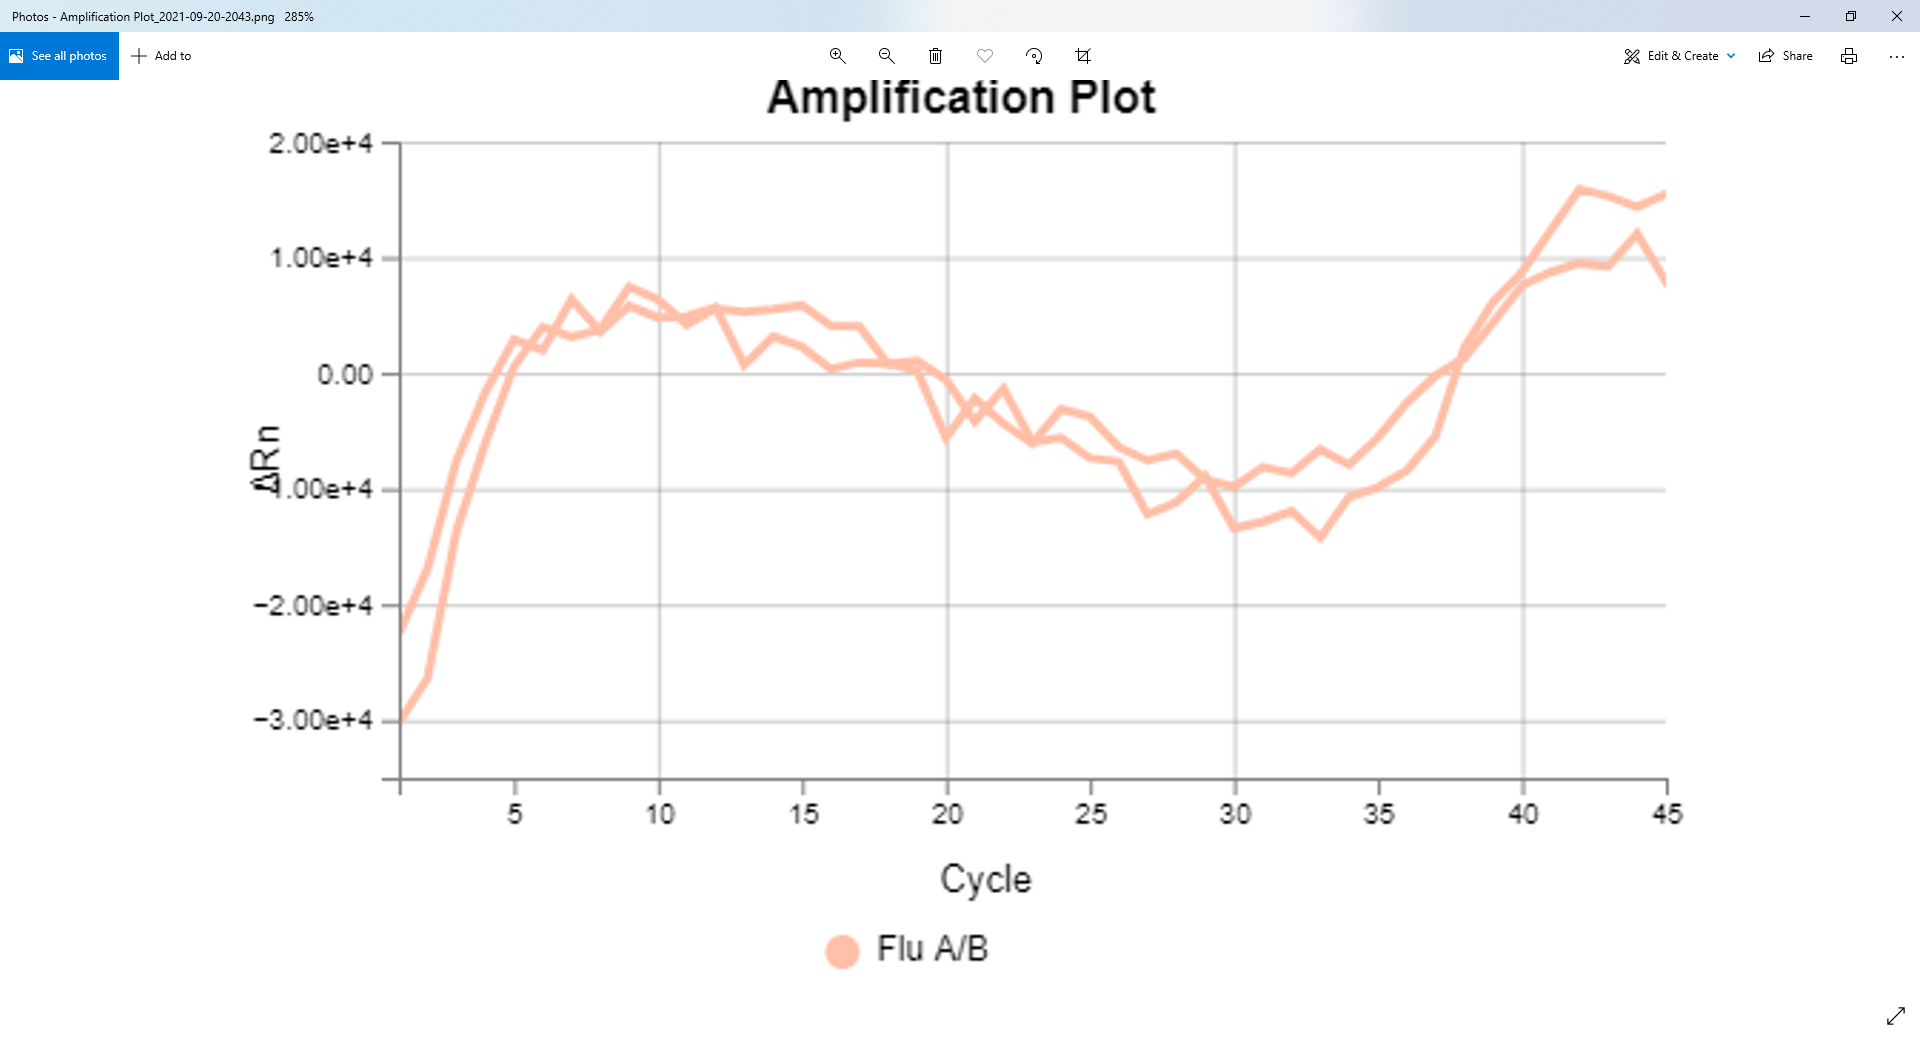 Photos - Amplification Plot_2021-09-20-2043.png 285%
See all photos
Add to
Edit & Create
Share
Amplification Plot
2.00e+4
1.00e+4
0.00
1.00e+4
−2.00e+4
−3.00e+4
ΔRn
5 10 15 20 25 30 35 40 45
Cycle
Flu A/B